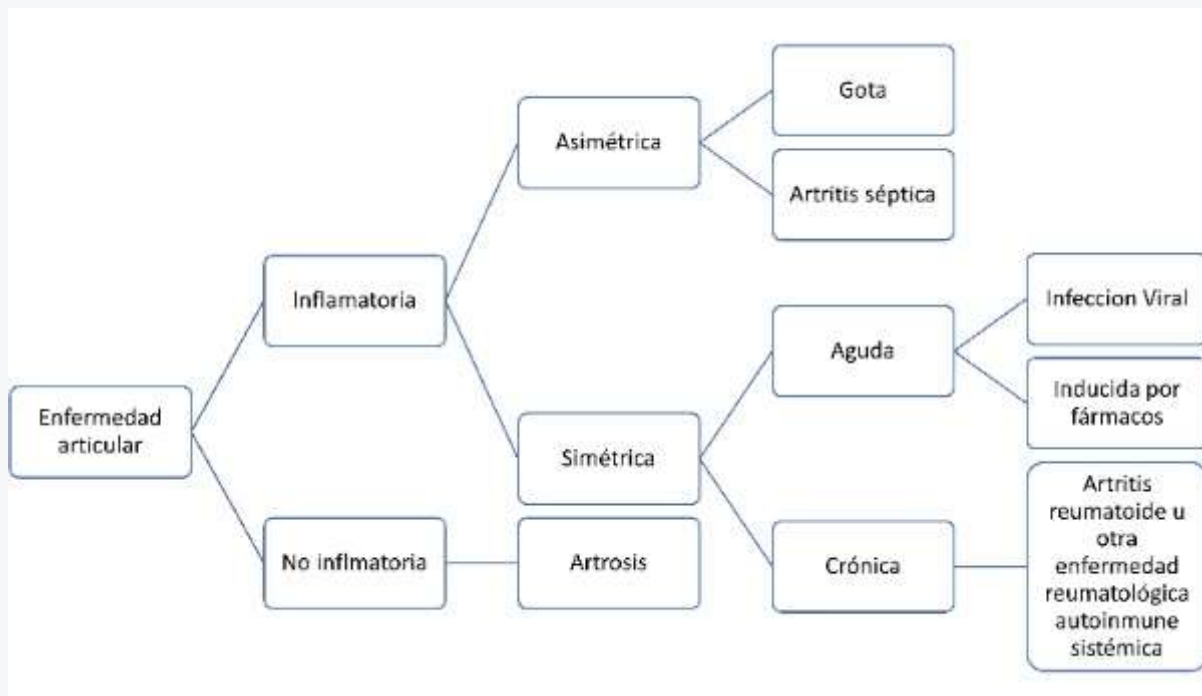 Enfermedad
articular
Inflamatoria
No inflmatoria
Asimétrica
Simétrica
Artrosis
Gota
Artritis séptica
Aguda
Crónica
Infeccion Viral
Inducida por
fármacos
Artritis
reumatoide u
otra
enfermedad
reumatológica
autoinmune
sistémica